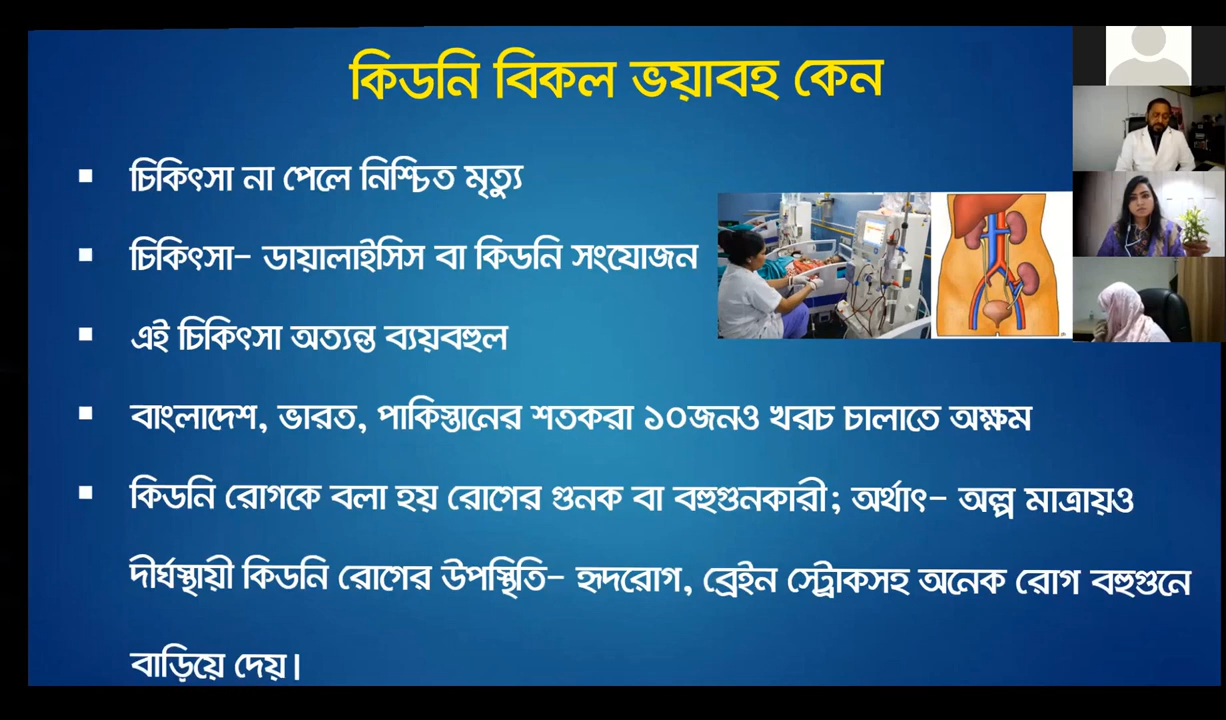 কিডনি বিকল ভয়াবহ কেন
▪ চিকিৎসা না পেলে নিশ্চিত মৃত্যু
▪ চিকিৎসা– ডায়ালাইসিস বা কিডনি সংযোজন
▪ এই চিকিৎসা অত্যন্ত ব্যয়বহুল
▪ বাংলাদেশ, ভারত, পাকিস্তানের শতকরা ১০জনও খরচ চালাতে অক্ষম
▪ কিডনি রোগকে বলা হয় রোগের গুনক বা বহুগুনকারী; অর্থাৎ– অল্প মাত্রায়ও
দীর্ঘস্থায়ী কিডনি রোগের উপস্থিতি– হৃদরোগ, ব্রেইন স্ট্রোকসহ অনেক রোগ বহুগুনে
বাড়িয়ে দেয়।